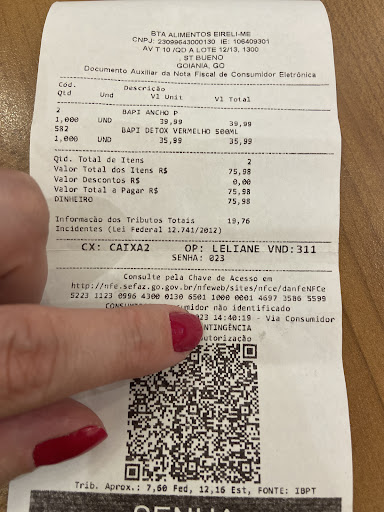 BTA ALIMENTOS EIRELI-ME
CNPJ: 23099643000130 IE: 106409301
AV T 10 /QD A LOTE 12/13, 1300
ST BUENO
GOIANIA, GO
Documento Auxiliar da Nota Fiscal de Consumidor Eletrônica
Cód. Descrição
Qtd Und Vl Unit Vl Total
2 BAPI ANCHO P
1,000 UND 39,99 39,99
582 BAPI DETOX VERMELHO 500ML
1,000 UND 35,99 35,99
Qtd. Total de Itens 2
Valor Total dos Itens R$ 75,98
Valor Descontos R$ 0,00
Valor Total a Pagar R$ 75,98
DINHEIRO 75,98
Informação dos Tributos Totais 19,76
Incidentes (Lei Federal 12.741/2012)
CX: CAIXA2 OP: LELIANE VND:311
SENHA: 023
Consulte pela Chave de Acesso em
http://nfe.sefaz.go.gov.br/nfeweb/sites/nfce/danfeNFCe
5223 1123 0996 4300 0130 6501 1000 0001 4697 3586 5599
não identificado
14:40:19 - Via Consumidor
Trib. Aprox.: 7,60 Fed, 12,16 Est, FONTE: IBPT
SENHA